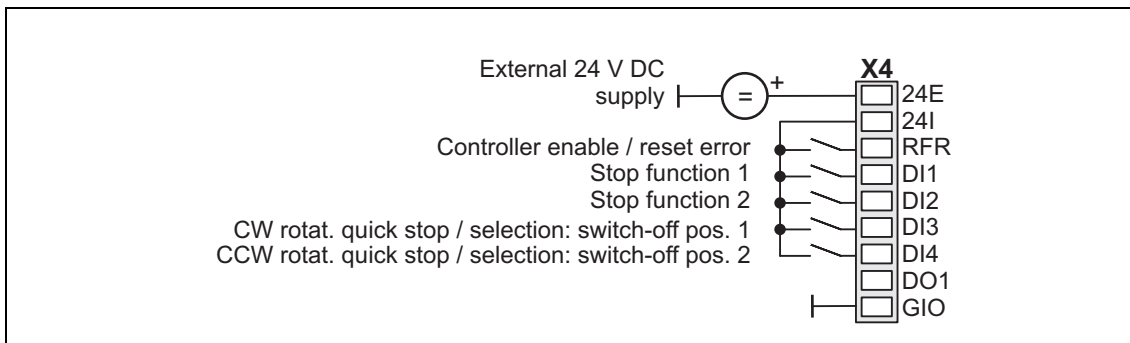 External 24 V DC
supply
=
+
X4
24E
24I
Controller enable / reset error
RFR
Stop function 1
DI1
Stop function 2
DI2
CW rotat. quick stop / selection: switch-off pos. 1
DI3
CCW rotat. quick stop / selection: switch-off pos. 2
DI4
DO1
GIO